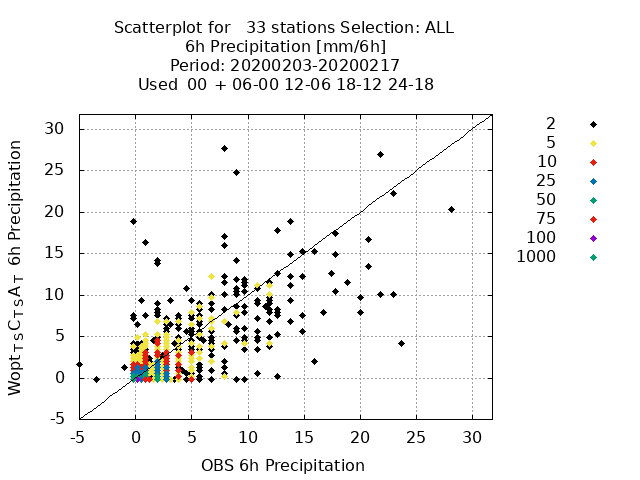 Scatterplot for 33 stations Selection: ALL
6h Precipitation [mm/6h]
Period: 20200203-20200217
Used 00 + 06-00 12-06 18-12 24-18
2
5
10
25
50
75
100
1000
30
25
20
15
10
5
0
-5
-5 0 5 10 15 20 25 30
OBS 6h Precipitation
Wopt TS C TS A T 6h Precipitation